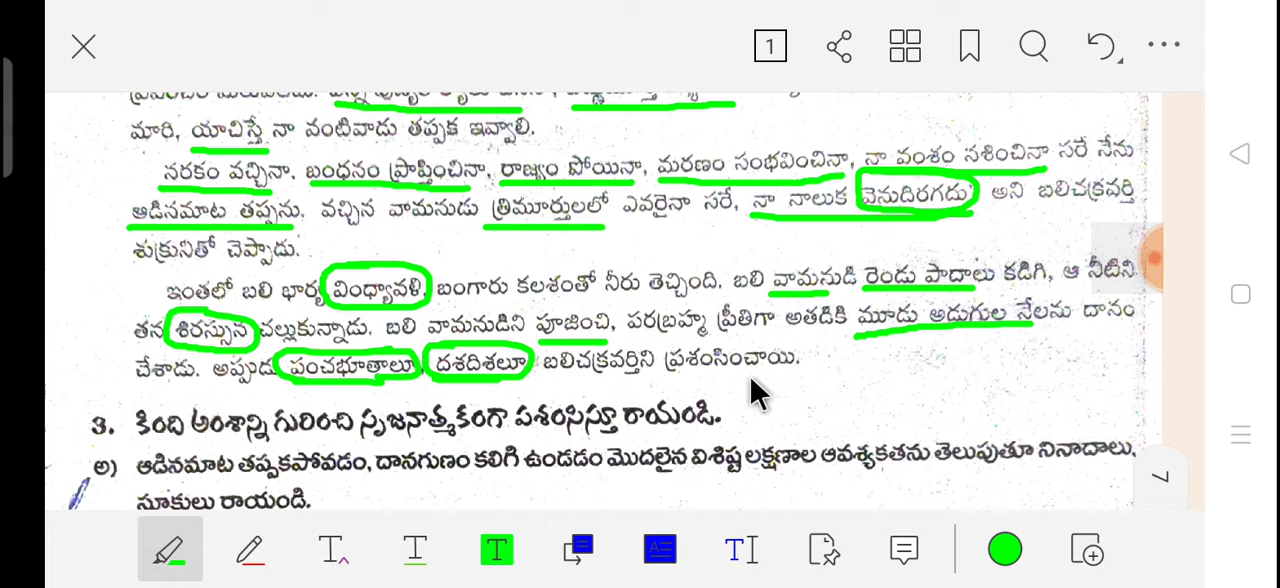 1
మారి, యాచిస్తే నా వంటివాడు తప్పక ఇవ్వాలి.
నరకం వచ్చినా. బంధనం ప్రాప్తించినా, రాజ్యం పోయినా, మరణం సంభవించినా, నా వంశం నశించినా సరే నేను
ఆడినమాట తప్పను. వచ్చిన వామనుడు త్రిమూర్తులలో ఎవరైనా సరే, నా నాలుక వెనుదిరగదు' అని బలిచక్రవర్తి
శుక్రునితో చెప్పాడు.
ఇంతలో బలి భార్య వింధ్యావళి, బంగారు కలశంతో నీరు తెచ్చింది. బలి వామనుడి రెండు పాదాలు కడిగి, ఆ నీటిని
తన శిరస్సున చల్లుకున్నాడు. బలి వామనుడిని పూజించి, పరబ్రహ్మ ప్రీతిగా అతడికి మూడు అడుగుల నేలను దానం
చేశాడు. అప్పుడు పంచభూతాలూ, దశదిశలూ బలిచక్రవర్తిని ప్రశంసించాయి.
3. కింది అంశాన్ని గురించి సృజనాత్మకంగా పశంసిస్తూ రాయండి.
అ) ఆడినమాట తప్పకపోవడం, దానగుణం కలిగి ఉండడం మొదలైన విశిష్ట లక్షణాల ఆవశ్యకతను తెలుపుతూ నినాదాలు,
సూకులు రాయండి.